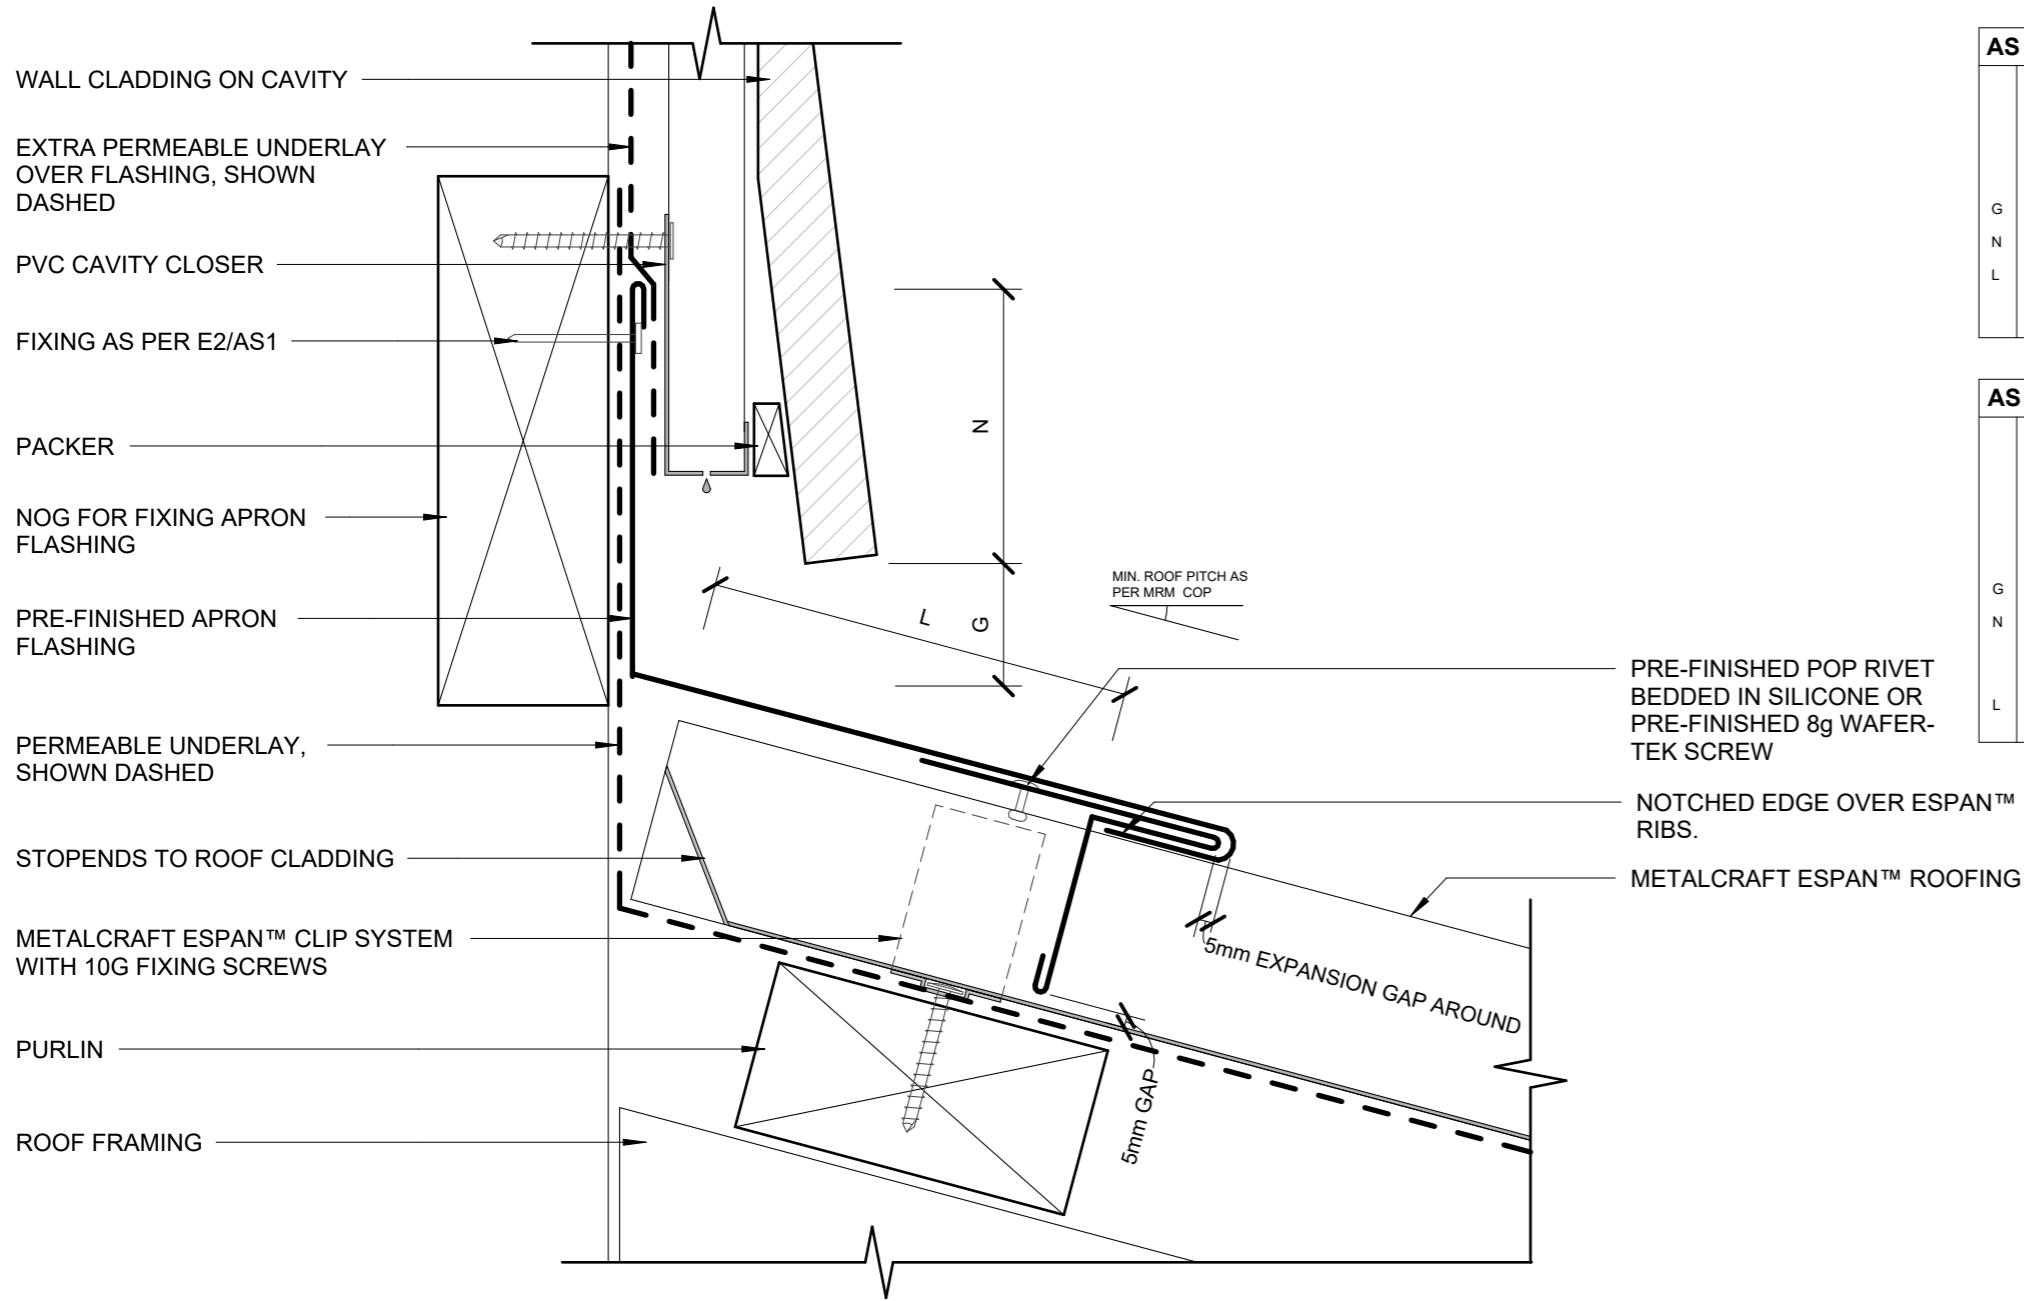 WALL CLADDING ON CAVITY
EXTRA PERMEABLE UNDERLAY
OVER FLASHING, SHOWN
DASHED
PVC CAVITY CLOSER
FIXING AS PER E2/AS1
PACKER
NOG FOR FIXING APRON
FLASHING
PRE-FINISHED APRON
FLASHING
PERMEABLE UNDERLAY,
SHOWN DASHED
STOPENDS TO ROOF CLADDING
METALCRAFT ESPAN™ CLIP SYSTEM
WITH 10G FIXING SCREWS
PURLIN
ROOF FRAMING
N
L
G
MIN. ROOF PITCH AS
PER MRM COP
5mm EXPANSION GAP AROUND
5mm GAP
PRE-FINISHED POP RIVET
BEDDED IN SILICONE OR
PRE-FINISHED 8g WAFER-
TEK SCREW
NOTCHED EDGE OVER ESPAN™
RIBS.
METALCRAFT ESPAN™ ROOFING
AS
G
N
L
AS
G
N
L